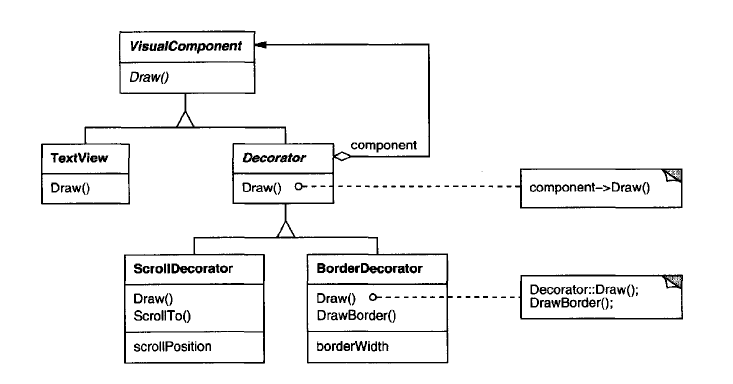 VisualComponent
Draw()
component
TextView
Draw()
Decorator
Draw()
component–>Draw()
ScrollDecorator
Draw()
ScrollTo()
scrollPosition
BorderDecorator
Draw()
DrawBorder()
borderWidth
Decorator::Draw();
DrawBorder();